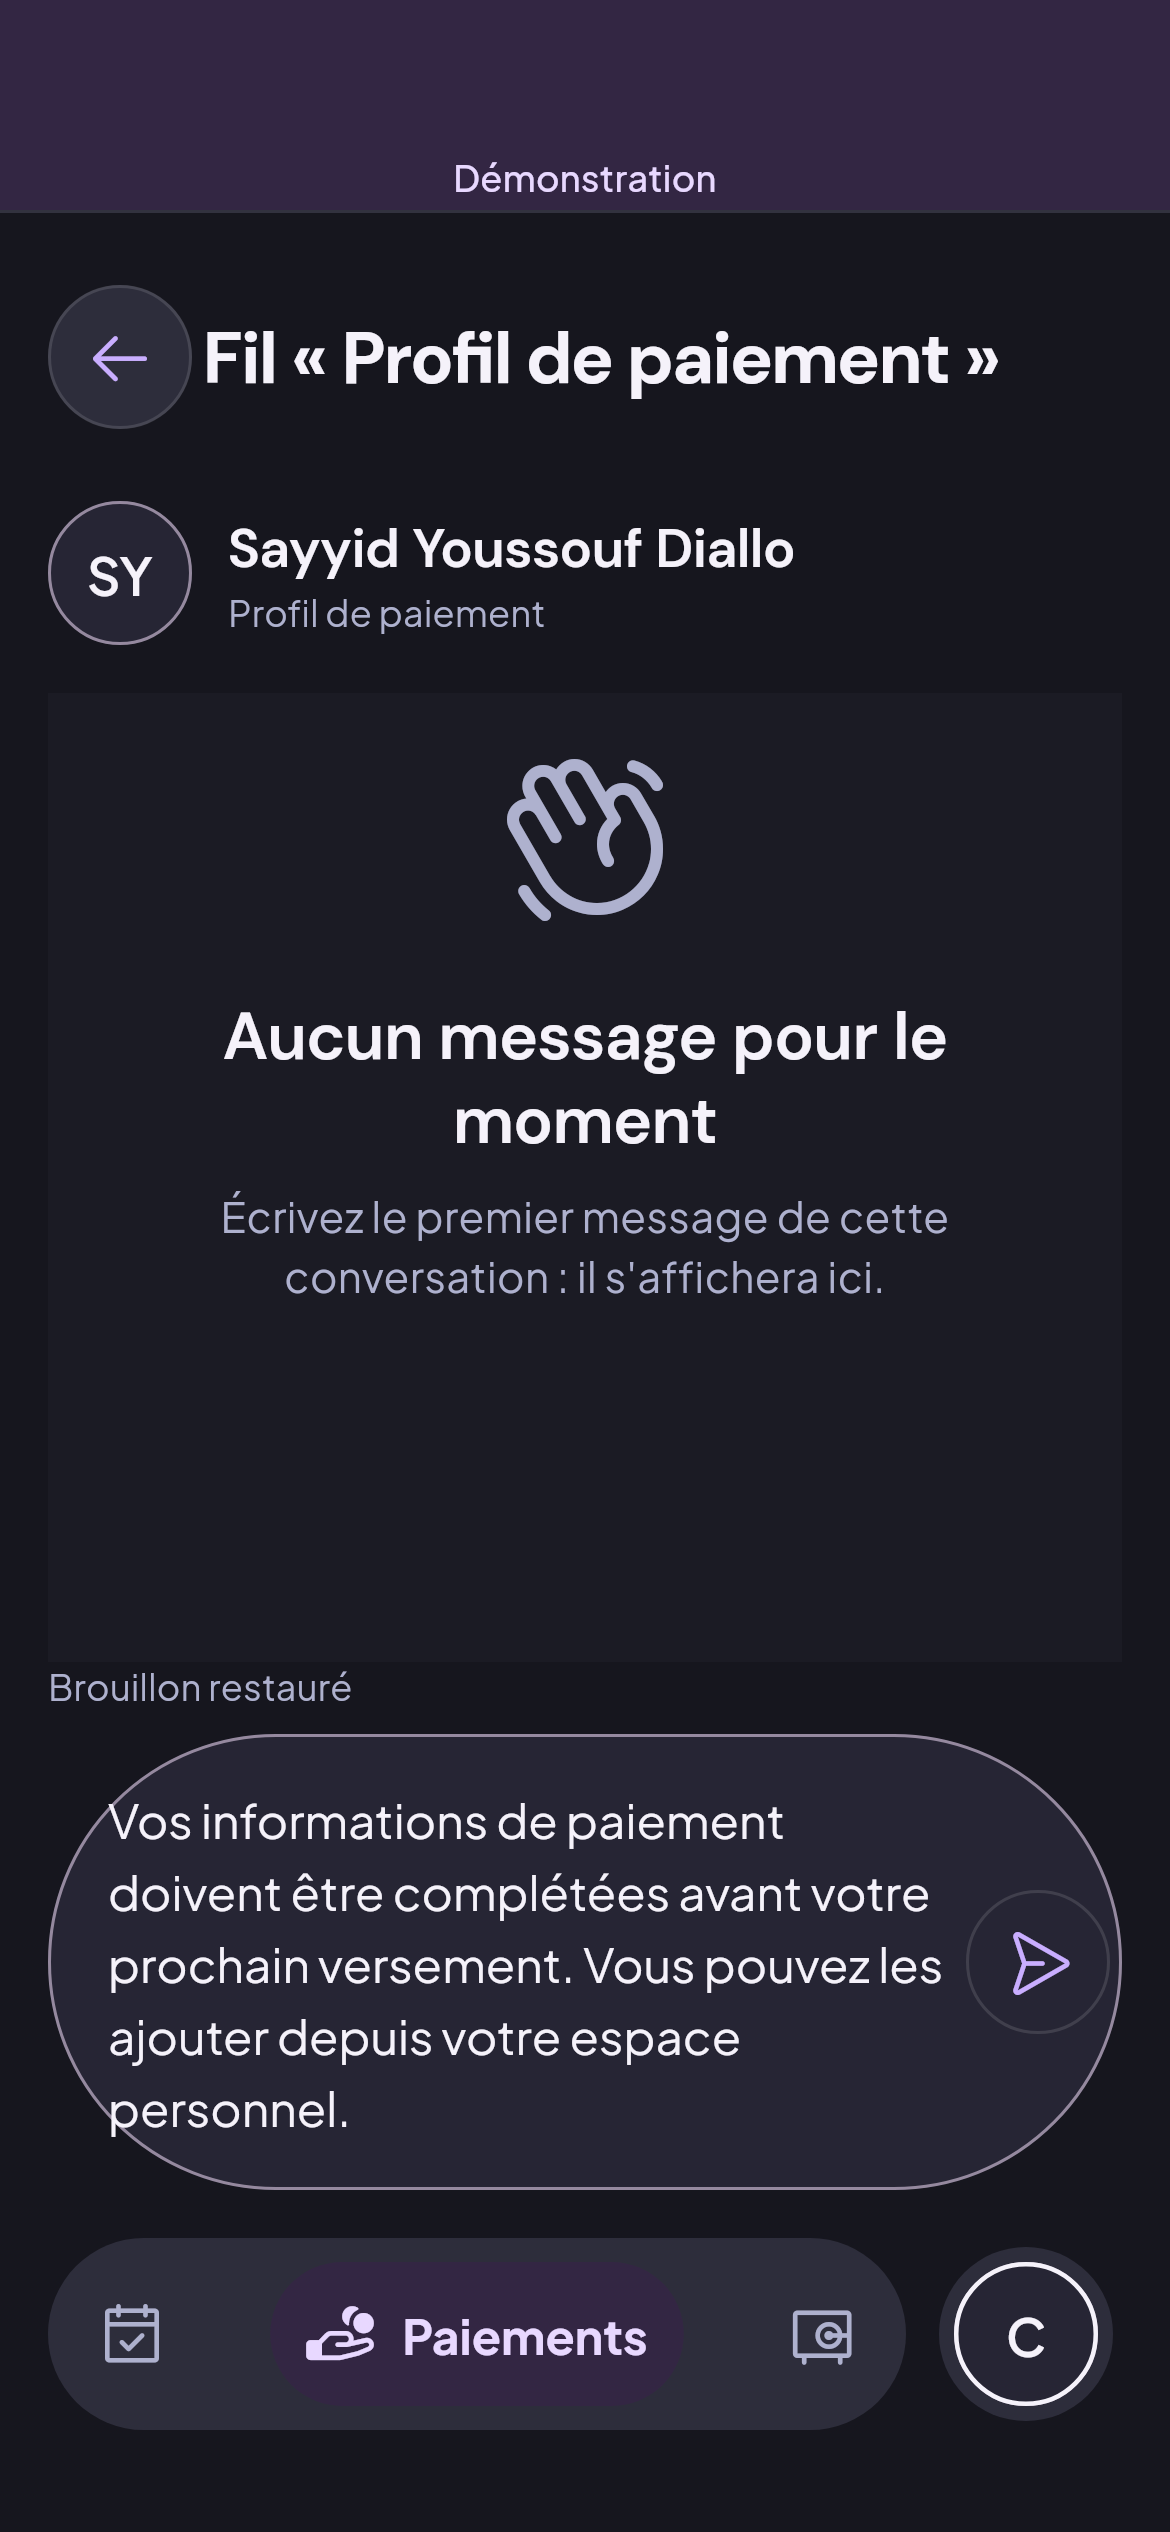 Démonstration
Fil « Profil de paiement »
SY
Sayyid Youssouf Diallo
Profil de paiement
Aucun message pour le
moment
Écrivez le premier message de cette
conversation : il s'affichera ici.
Brouillon restauré
Vos informations de paiement
doivent être complétées avant votre
prochain versement. Vous pouvez les
ajouter depuis votre espace
personnel.
Paiements
C